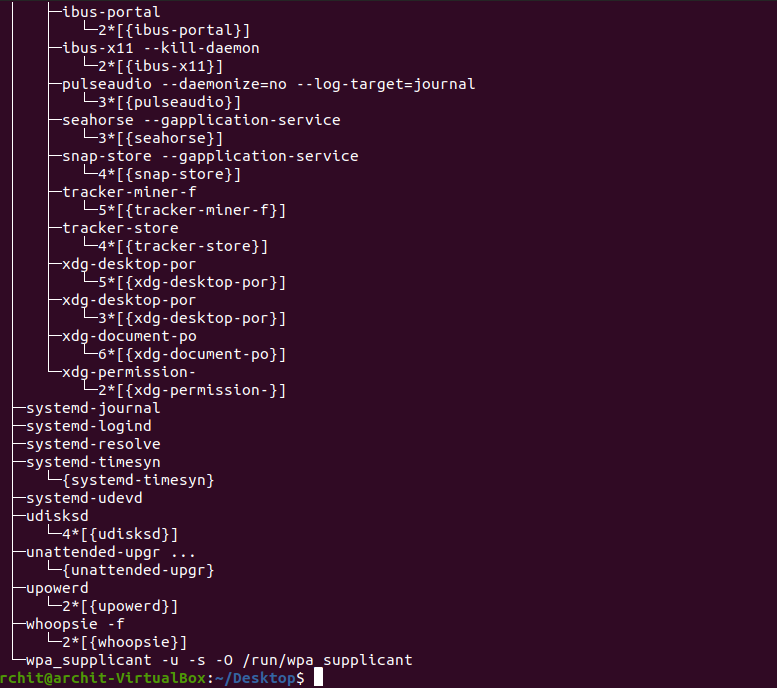 ├─ibus-portal
└─2*[{ibus-portal}]
├─ibus-x11 --kill-daemon
└─2*[{ibus-x11}]
├─pulseaudio --daemonize=no --log-target=journal
└─3*[{pulseaudio}]
├─seahorse --gapplication-service
└─3*[{seahorse}]
├─snap-store --gapplication-service
└─4*[{snap-store}]
├─tracker-miner-f
└─5*[{tracker-miner-f}]
├─tracker-store
└─4*[{tracker-store}]
├─xdg-desktop-por
└─5*[{xdg-desktop-por}]
├─xdg-desktop-por
└─3*[{xdg-desktop-por}]
├─xdg-document-po
└─6*[{xdg-document-po}]
└─xdg-permission-
└─2*[{xdg-permission-}]
├─systemd-journal
├─systemd-logind
├─systemd-resolve
├─systemd-timesyn
└─{systemd-timesyn}
├─systemd-udevd
├─udisksd
└─4*[{udisksd}]
├─unattended-upgr ...
└─{unattended-upgr}
├─upowerd
└─2*[{upowerd}]
├─whoopsie -f
└─2*[{whoopsie}]
└─wpa_supplicant -u -s -O /run/wpa_supplicant
rchit@archit-VirtualBox:~/Desktop$